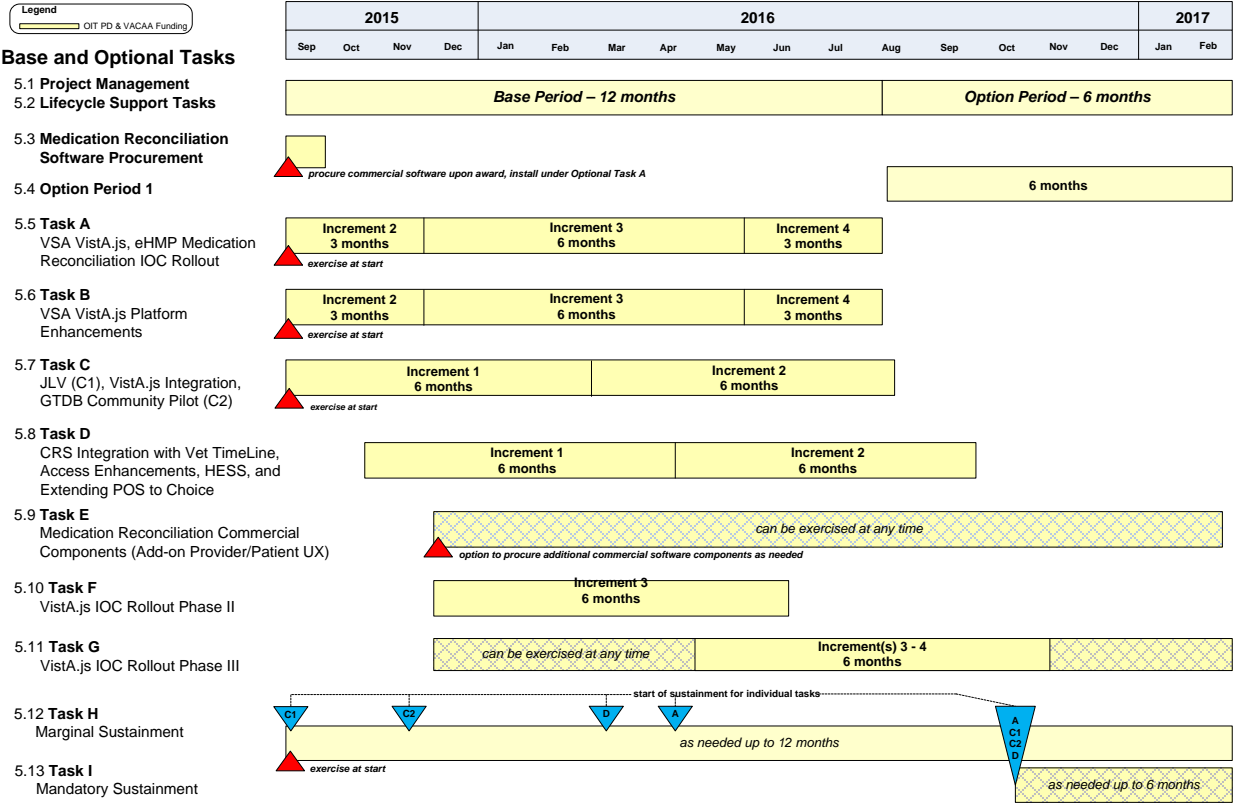 Legend
OIT PD & VACAA Funding
2015
2016
2017
Sep Oct Nov Dec Jan Feb Mar Apr May Jun Jul Aug Sep Oct Nov Dec Jan Feb
Base and Optional Tasks
5.1 Project Management
5.2 Lifecycle Support Tasks
Base Period – 12 months
Option Period – 6 months
5.3 Medication Reconciliation
Software Procurement
procure commercial software upon award, install under Optional Task A
5.4 Option Period 1
6 months
5.5 Task A
VSA VistA.js, eHMP Medication
Reconciliation IOC Rollout
Increment 2
3 months
Increment 3
6 months
Increment 4
3 months
exercise at start
5.6 Task B
VSA VistA.js Platform
Enhancements
Increment 2
3 months
Increment 3
6 months
Increment 4
3 months
exercise at start
5.7 Task C
JLV (C1), VistA.js Integration,
GTDB Community Pilot (C2)
Increment 1
6 months
Increment 2
6 months
exercise at start
5.8 Task D
CRS Integration with Vet TimeLine,
Access Enhancements, HESS, and
Extending POS to Choice
Increment 1
6 months
Increment 2
6 months
5.9 Task E
Medication Reconciliation Commercial
Components (Add-on Provider/Patient UX)
can be exercised at any time
option to procure additional commercial software components as needed
5.10 Task F
VistA.js IOC Rollout Phase II
Increment 3
6 months
5.11 Task G
VistA.js IOC Rollout Phase III
can be exercised at any time
Increment(s) 3 - 4
6 months
start of sustainment for individual tasks
5.12 Task H
Marginal Sustainment
C1
C2
D
A
A
C1
C2
D
as needed up to 12 months
exercise at start
5.13 Task I
Mandatory Sustainment
as needed up to 6 months